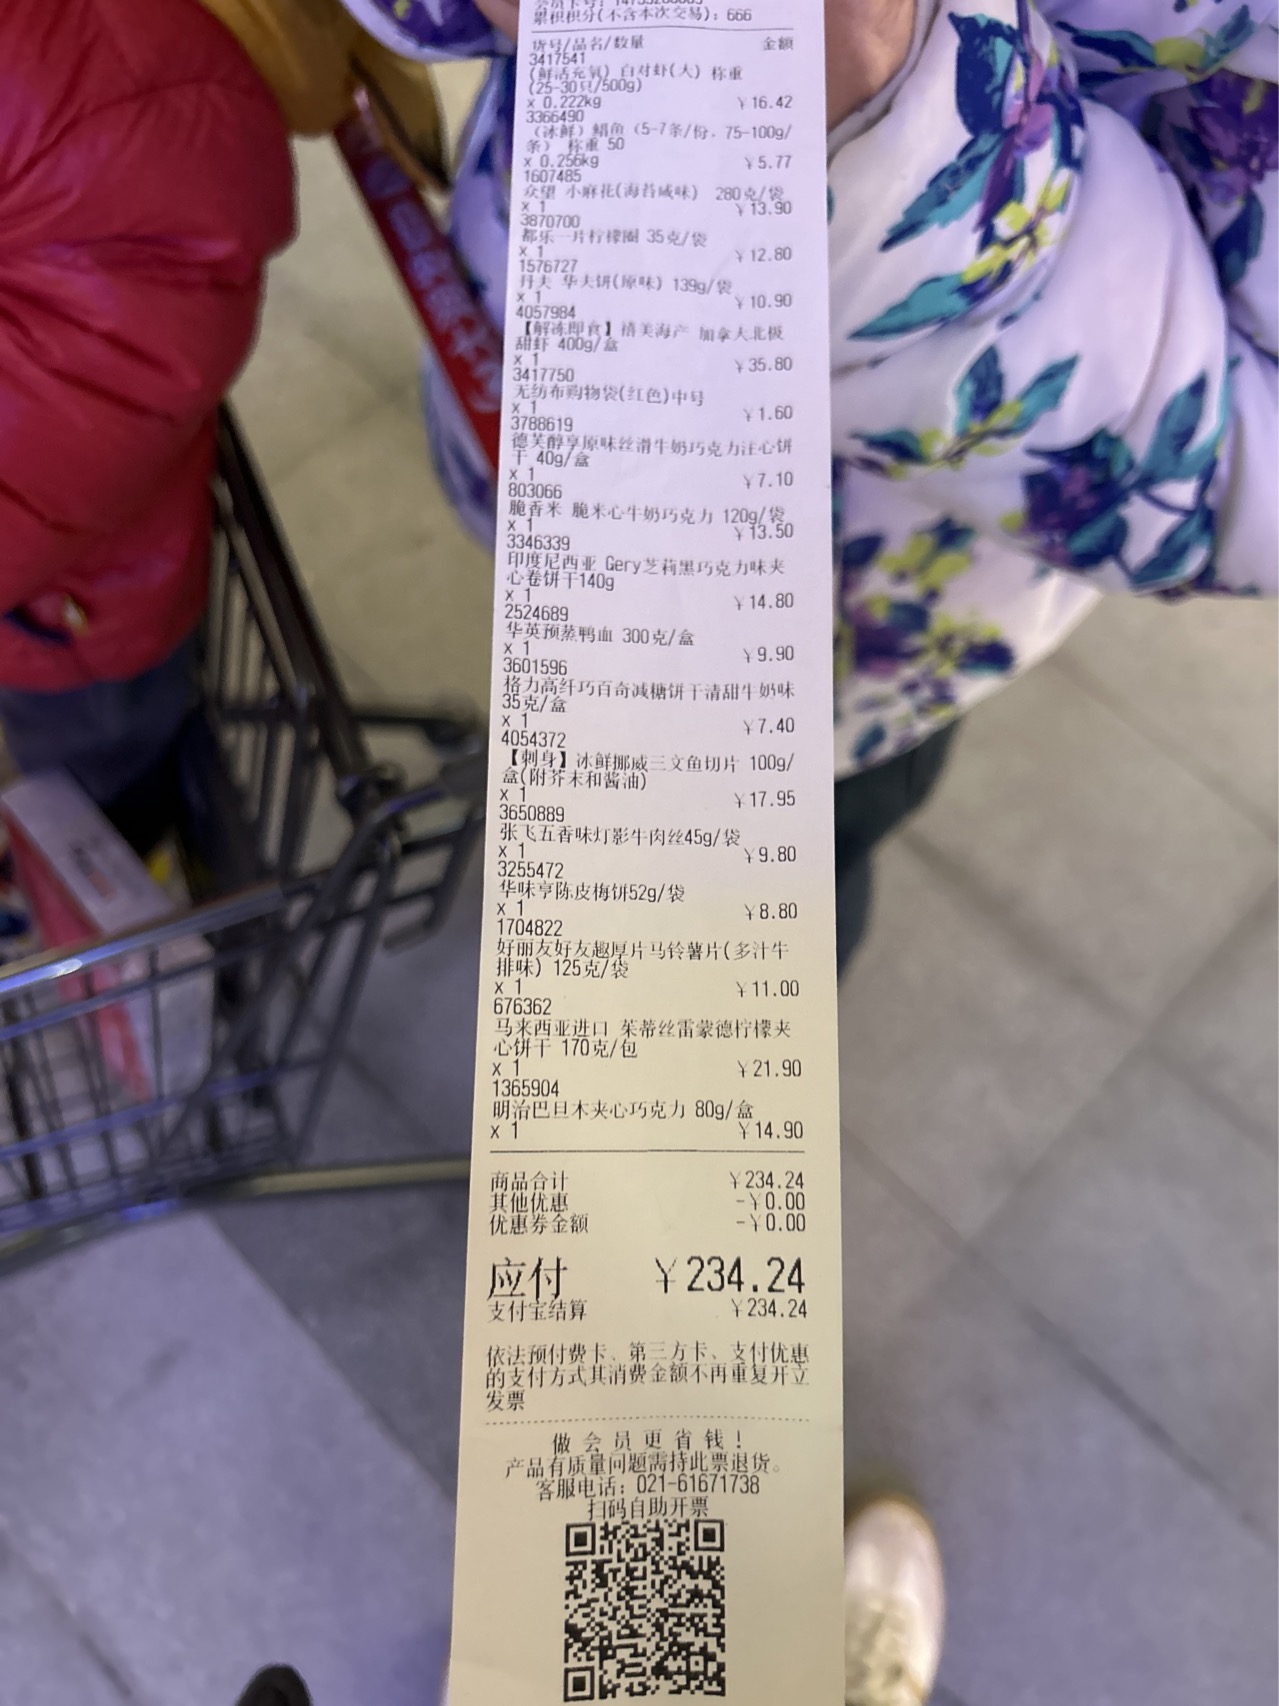 累积积分(不含本次交易): 666
货号/品名/数量 金额
3417541
(鲜活充氧) 白对虾(大) 称重
(25-30只/500g)
x 0.222kg ￥16.42
3366490
(冰鲜) 鲳鱼 (5-7条/份, 75-100g/
条) 称重 50
x 0.256kg ￥5.77
1607485
众望 小麻花(海苔咸味) 280克/袋
x 1 ￥13.90
3870700
都乐一片柠檬圈 35克/袋
x 1 ￥12.80
1576727
丹夫 华夫饼(原味) 139g/袋
x 1 ￥10.90
4057984
【解冻即食】禧美海产 加拿大北极
甜虾 400g/盒
x 1 ￥35.80
3417750
无纺布购物袋(红色)中号
x 1 ￥1.60
3788619
德芙醇享原味丝滑牛奶巧克力注心饼
干 40g/盒
x 1 ￥7.10
803066
脆香米 脆米心牛奶巧克力 120g/袋
x 1 ￥13.50
3346339
印度尼西亚 Gery芝莉黑巧克力味夹
心卷饼干140g
x 1 ￥14.80
2524689
华英预蒸鸭血 300克/盒
x 1 ￥9.90
3601596
格力高纤巧百奇减糖饼干清甜牛奶味
35克/盒
x 1 ￥7.40
4054372
【刺身】冰鲜挪威三文鱼切片 100g/
盒(附芥末和酱油)
x 1 ￥17.95
3650889
张飞五香味灯影牛肉丝45g/袋
x 1 ￥9.80
3255472
华味亨陈皮梅饼52g/袋
x 1 ￥8.80
1704822
好丽友好友趣厚片马铃薯片(多汁牛
排味) 125克/袋
x 1 ￥11.00
676362
马来西亚进口 茱蒂丝雷蒙德柠檬夹
心饼干 170克/包
x 1 ￥21.90
1365904
明治巴旦木夹心巧克力 80g/盒
x 1 ￥14.90
商品合计 ￥234.24
其他优惠 -￥0.00
优惠券金额 -￥0.00
应付 ￥234.24
支付宝结算 ￥234.24
依法预付费卡、第三方卡、支付优惠
的支付方式其消费金额不再重复开立
发票
做会员更省钱!
产品有质量问题需持此票退货。
客服电话: 021-61671738
扫码自助开票